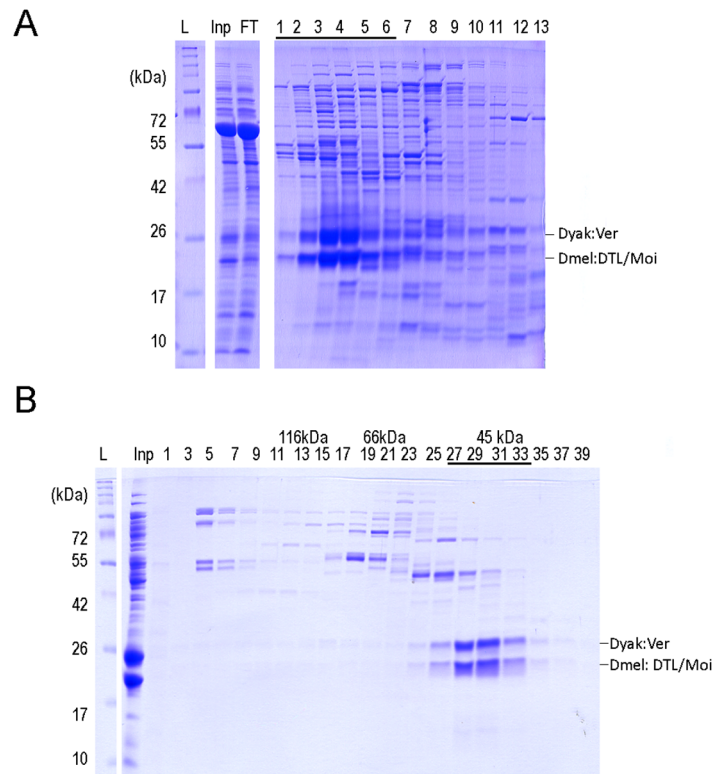 A
L Inp FT 1 2 3 4 5 6 7 8 9 10 11 12 13
(kDa)
72
55
42
26
17
10
Dyak:Ver
Dmel:DTL/Moi
B
116kDa 66kDa 45 kDa
L Inp 1 3 5 7 9 11 13 15 17 19 21 23 25 27 29 31 33 35 37 39
(kDa)
72
55
42
26
17
10
Dyak:Ver
Dmel: DTL/Moi